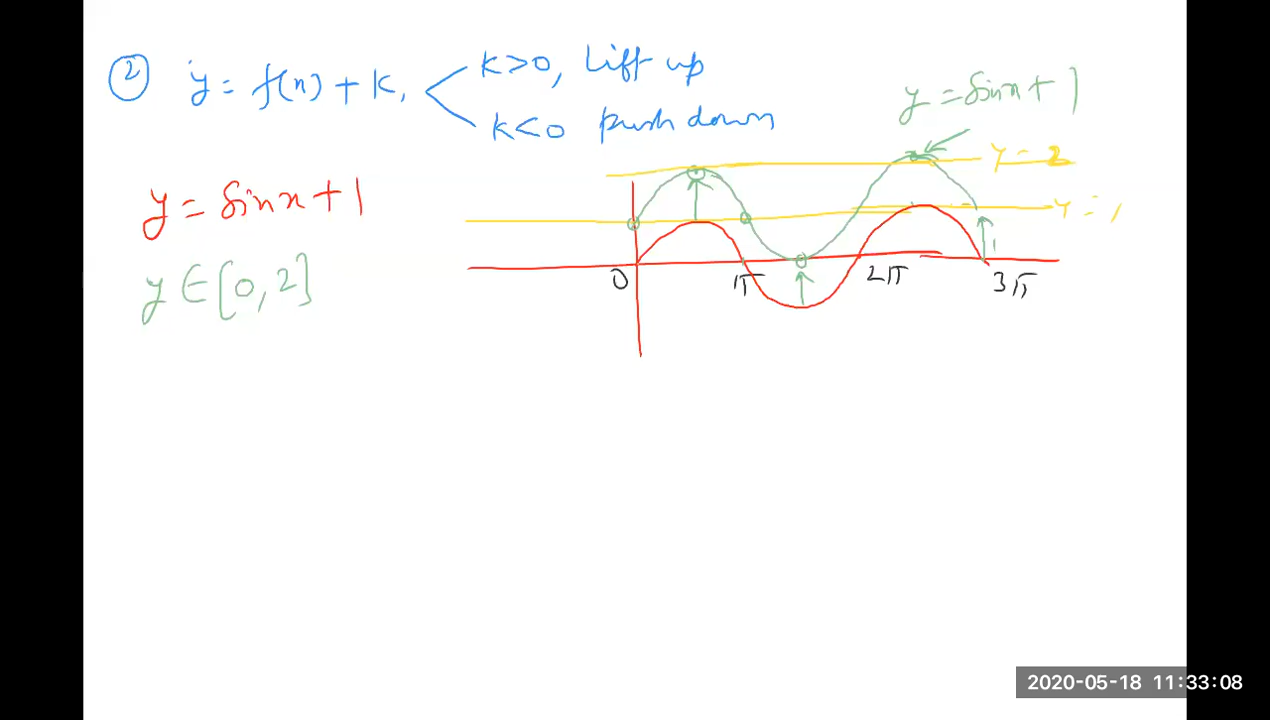 ② y = f(x) + K,
K>0, Lift up
K<0 push down
y = sinx + 1
y = sinx + 1
y = 2
y = 1
y ∈ [0, 2]
0 1π 2π 3π
1
2020-05-18 11:33:08